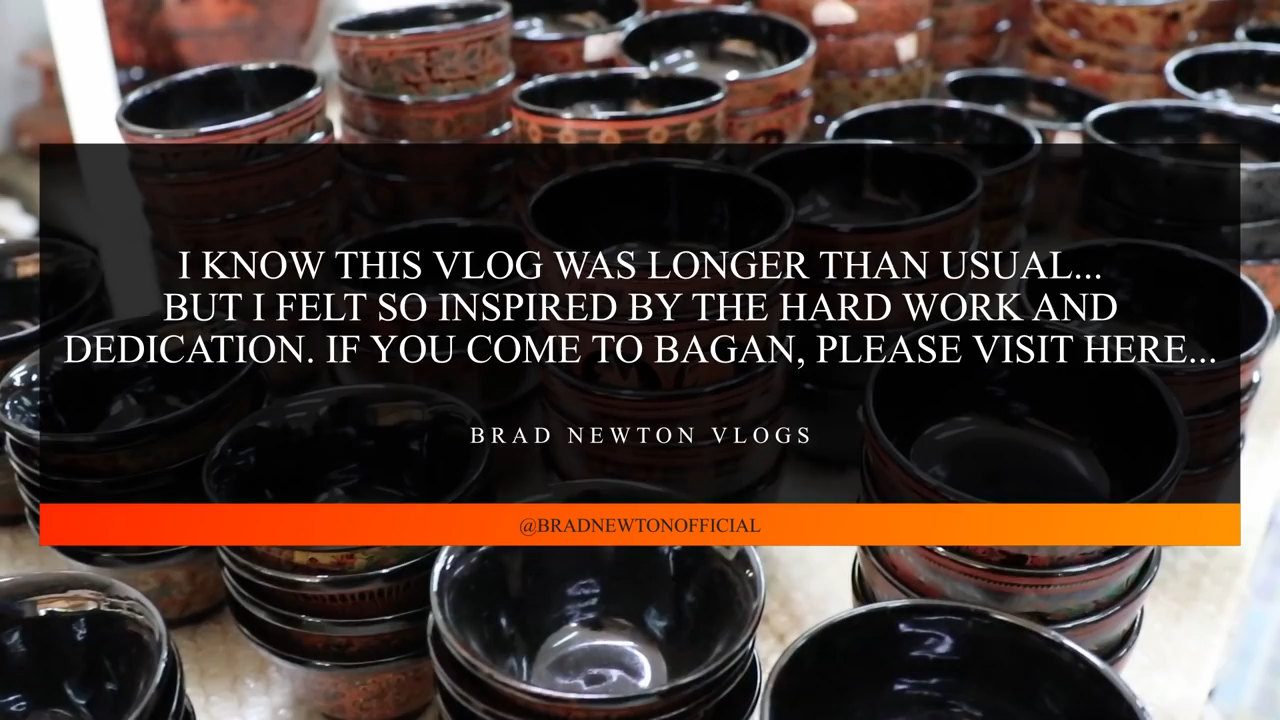 I KNOW THIS VLOG WAS LONGER THAN USUAL...
BUT I FELT SO INSPIRED BY THE HARD WORK AND
DEDICATION. IF YOU COME TO BAGAN, PLEASE VISIT HERE...
BRAD NEWTON VLOGS
@BRADNEWTONOFFICIAL